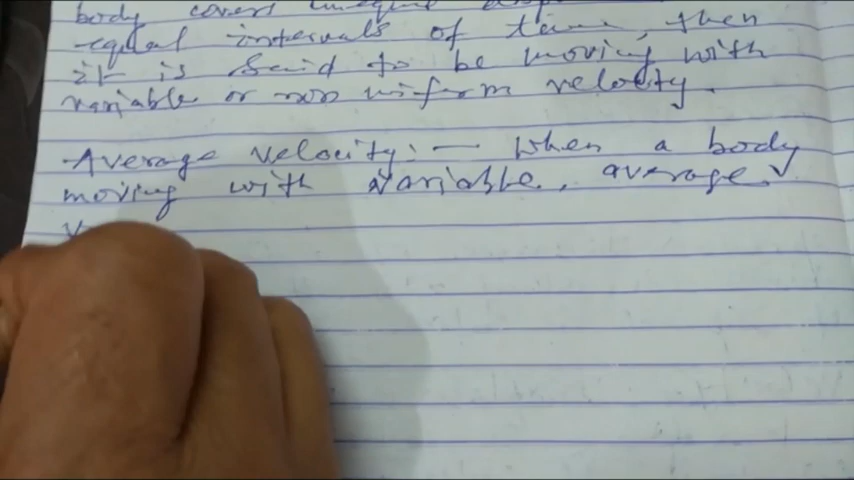 body covers unequal
equal intervals of time, then
it is said to be moving with
variable or non uniform velocity.
Average velocity:- When a body
moving with variable, average